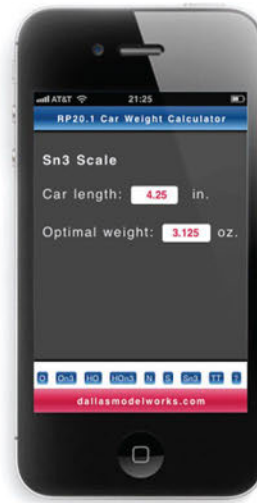 AT&T 21:25
RP20.1 Car Weight Calculator
Sn3 Scale
Car length: 4.25 in.
Optimal weight: 3.125 oz.
O On3 HO HOn3 N S Sn3 TT ?
dallasmodelworks.com